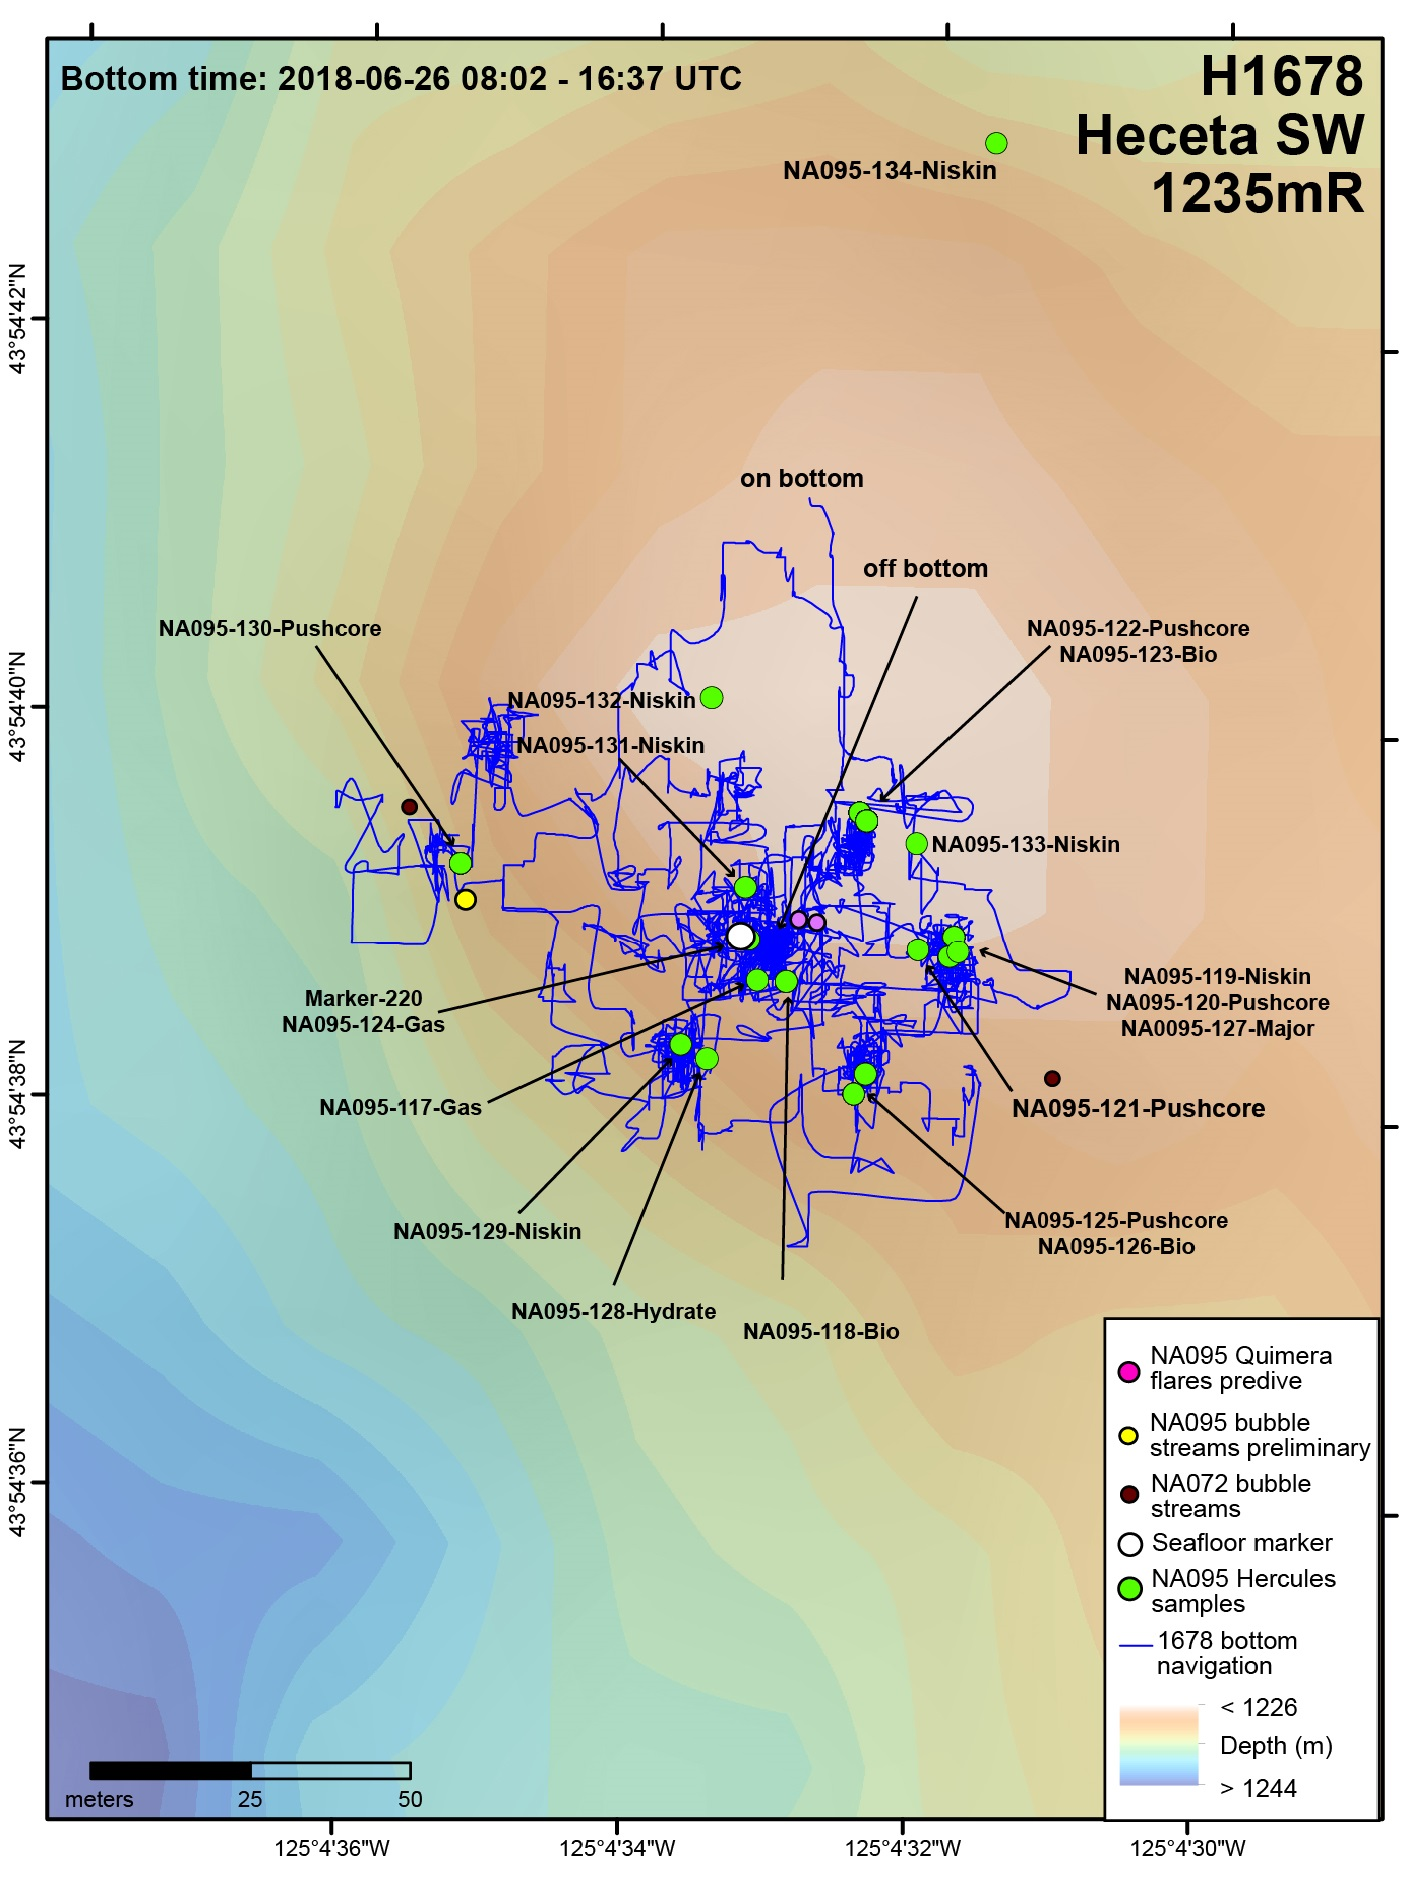 Bottom time: 2018-06-26 08:02 - 16:37 UTC
H1678
Heceta SW
1235mR
NA095-134-Niskin
43°54'42"N
on bottom
off bottom
NA095-130-Pushcore
NA095-122-Pushcore
NA095-123-Bio
43°54'40"N
NA095-132-Niskin
NA095-131-Niskin
NA095-133-Niskin
Marker-220
NA095-124-Gas
NA095-119-Niskin
NA095-120-Pushcore
NA0095-127-Major
43°54'38"N
NA095-117-Gas
NA095-121-Pushcore
NA095-129-Niskin
NA095-125-Pushcore
NA095-126-Bio
NA095-128-Hydrate
NA095-118-Bio
43°54'36"N
NA095 Quimera
flares predive
NA095 bubble
streams preliminary
NA072 bubble
streams
Seafloor marker
NA095 Hercules
samples
1678 bottom
navigation
< 1226
Depth (m)
> 1244
meters 25 50
125°4'36"W 125°4'34"W 125°4'32"W 125°4'30"W